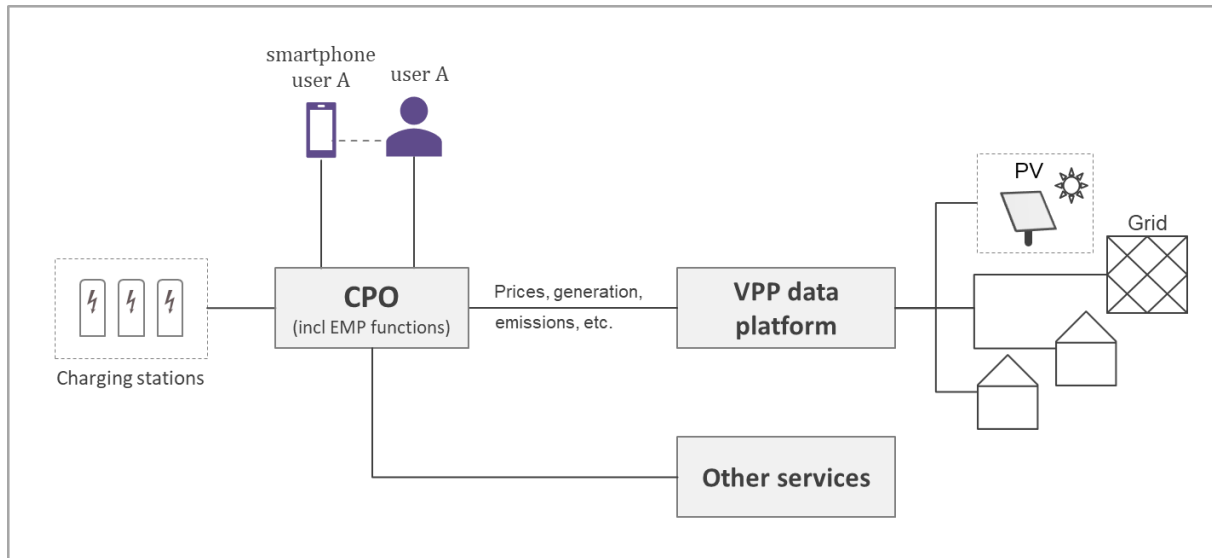 smartphone
user A
user A
PV
Grid
CPO
(incl EMP functions)
Prices, generation,
emissions, etc.
VPP data
platform
Charging stations
Other services